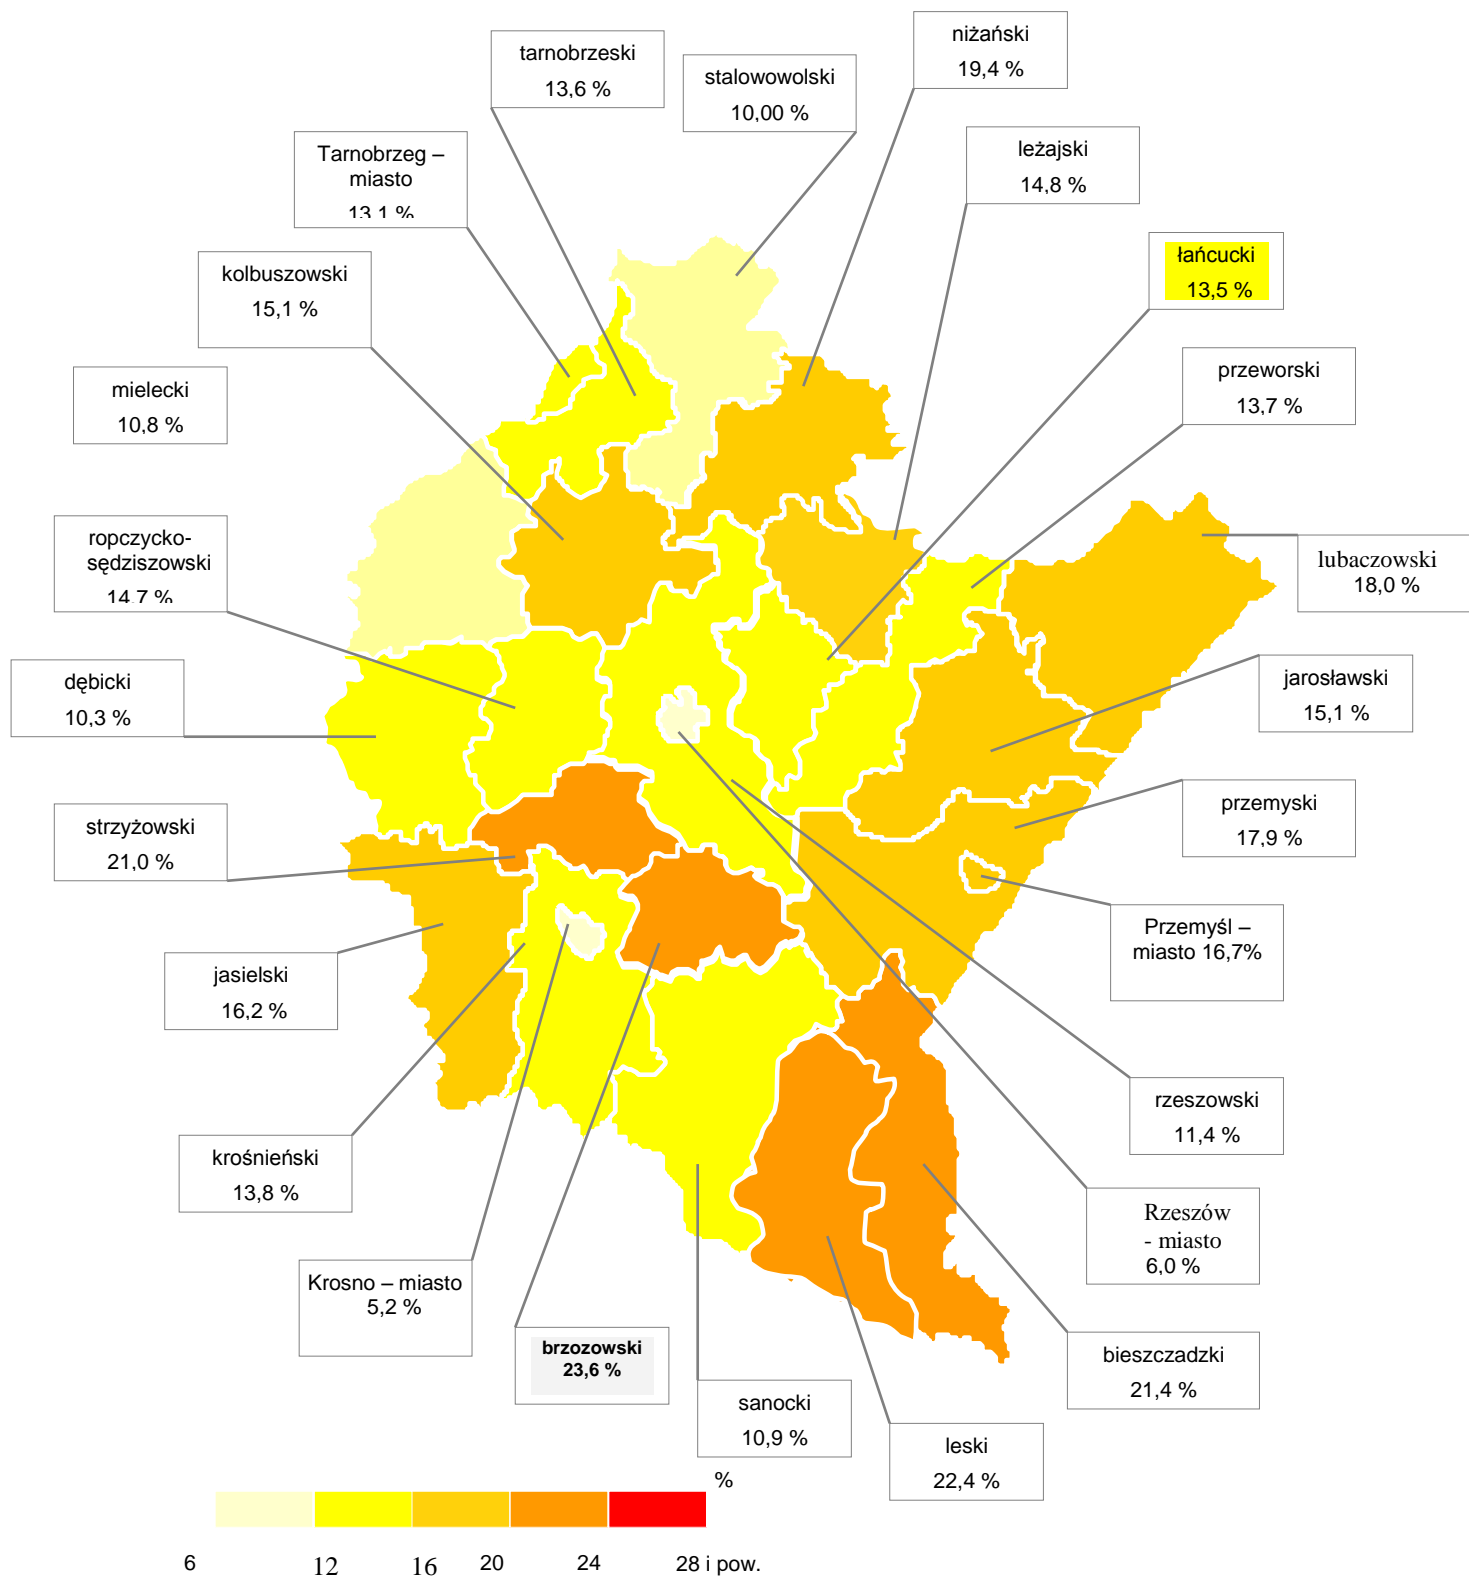 niżański
19,4 %
tarnobrzeski
13,6 %
stalowowolski
10,00 %
leżajski
14,8 %
Tarnobrzeg –
miasto
13,1 %
łańcucki
13,5 %
kolbuszowski
15,1 %
przeworski
13,7 %
mielecki
10,8 %
ropczycko-
sędziszowski
14,7 %
lubaczowski
18,0 %
dębicki
10,3 %
jarosławski
15,1 %
strzyżowski
21,0 %
przemyski
17,9 %
Przemyśl –
miasto 16,7%
jasielski
16,2 %
rzeszowski
11,4 %
krośnieński
13,8 %
Rzeszów
- miasto
6,0 %
Krosno – miasto
5,2 %
brzozowski
23,6 %
bieszczadzki
21,4 %
sanocki
10,9 %
leski
22,4 %
%
6 12 16 20 24 28 i pow.